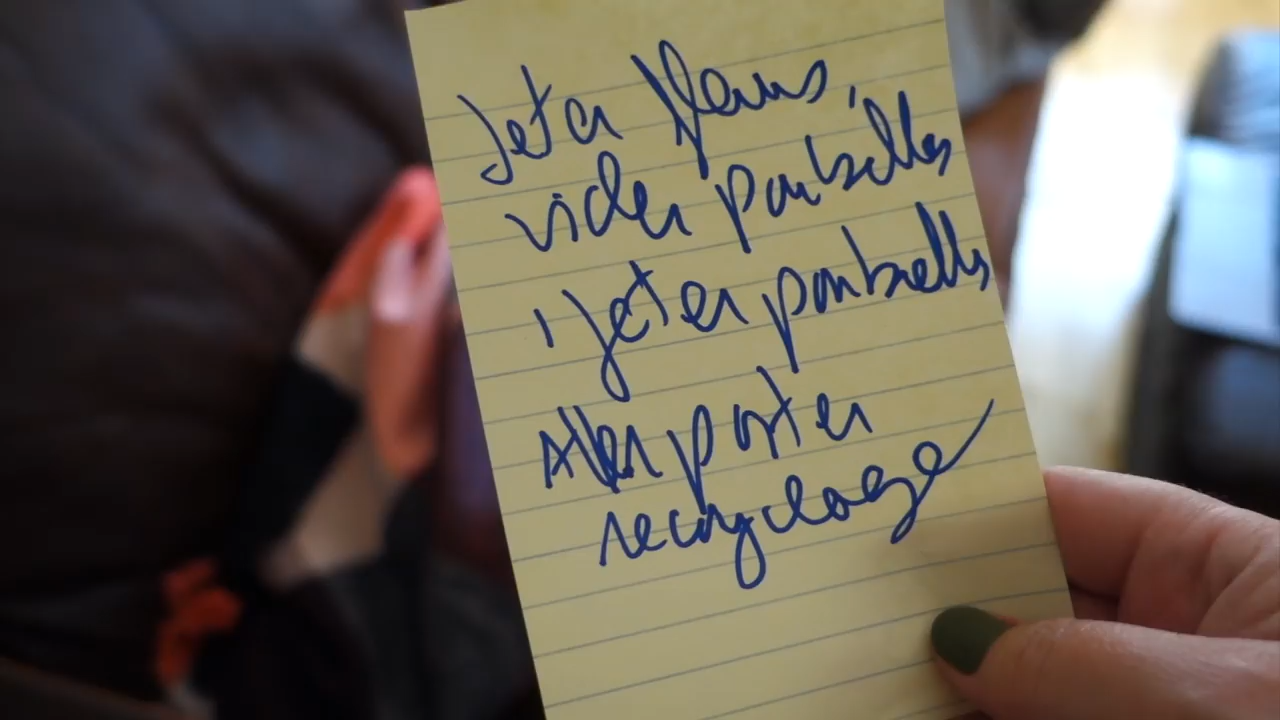 Jeter fleurs,
vider poubelles
Jeter poubelles
Aller porter
recyclage